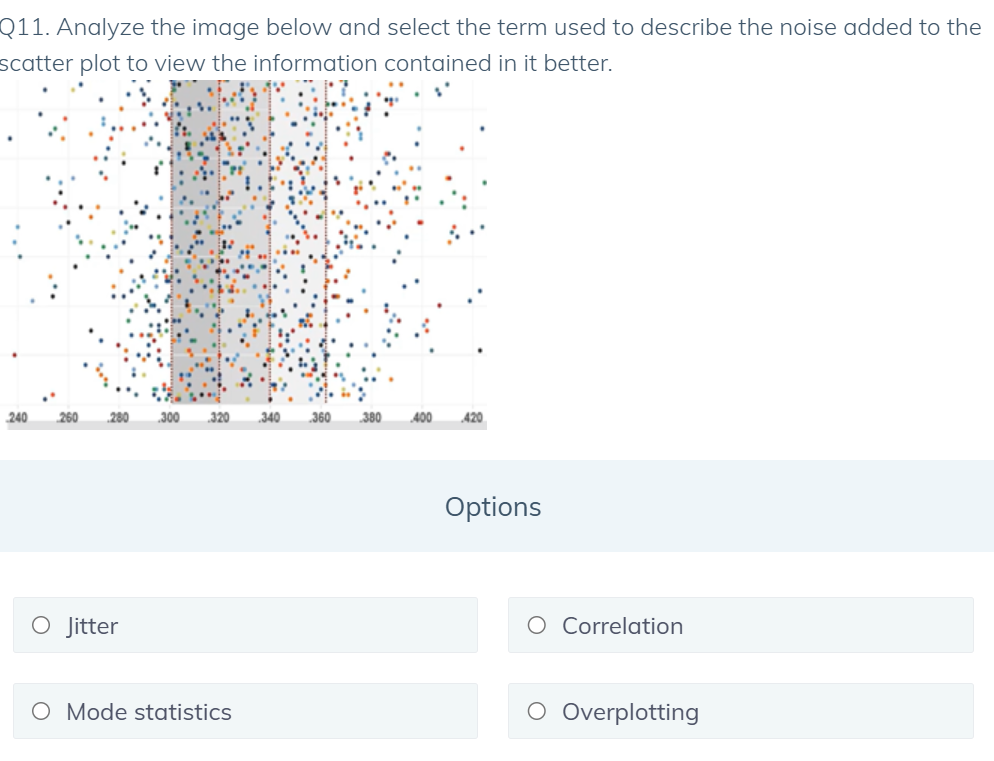 Q11. Analyze the image below and select the term used to describe the noise added to the
scatter plot to view the information contained in it better.
.240 .260 .280 .300 .320 .340 .360 .380 .400 .420
Options
Jitter
Correlation
Mode statistics
Overplotting